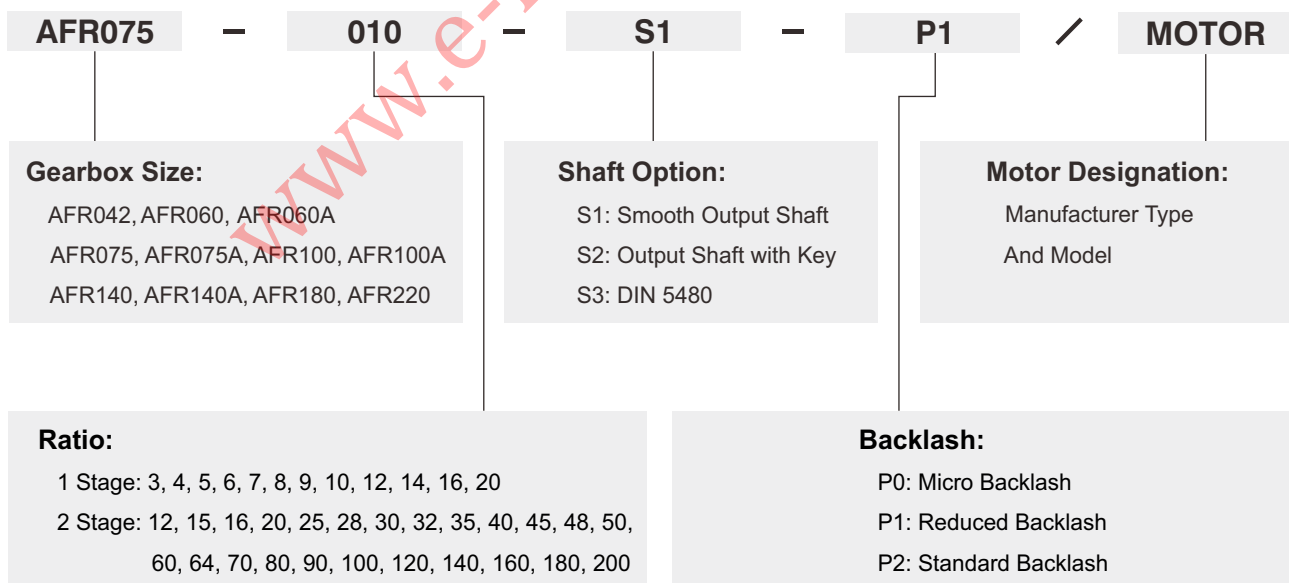 AFR075 – 010 – S1 – P1 / MOTOR
Gearbox Size:
AFR042, AFR060, AFR060A
AFR075, AFR075A, AFR100, AFR100A
AFR140, AFR140A, AFR180, AFR220
Shaft Option:
S1: Smooth Output Shaft
S2: Output Shaft with Key
S3: DIN 5480
Motor Designation:
Manufacturer Type
And Model
Ratio:
1 Stage: 3, 4, 5, 6, 7, 8, 9, 10, 12, 14, 16, 20
2 Stage: 12, 15, 16, 20, 25, 28, 30, 32, 35, 40, 45, 48, 50,
60, 64, 70, 80, 90, 100, 120, 140, 160, 180, 200
Backlash:
P0: Micro Backlash
P1: Reduced Backlash
P2: Standard Backlash
www.e-